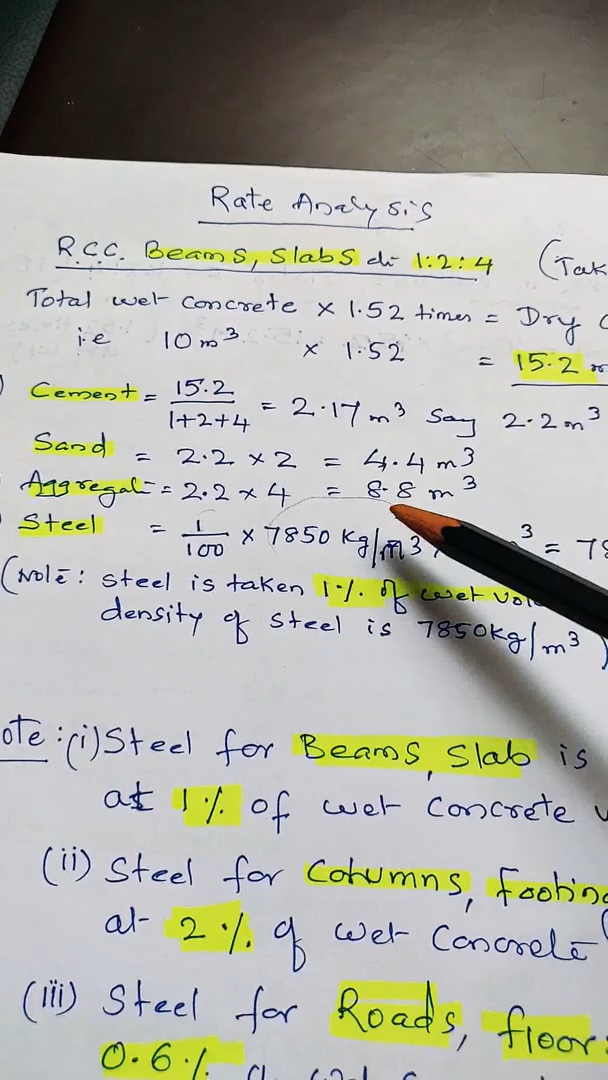 Rate Analysis
R.C.C. Beams, Slabs di 1:2:4 (Tak
Total wet concrete × 1.52 times = Dry C
i.e 10 m³ × 1.52 = 15.2 m
) Cement = 15.2 / 1+2+4 = 2.17 m³ Say 2.2 m³
Sand = 2.2 × 2 = 4.4 m³
Aggregate = 2.2 × 4 = 8.8 m³
Steel = 1/100 × 7850 kg/m³ m³ = 78
(Note: steel is taken 1% of wet vol
density of steel is 7850 kg/m³)
ote: (i) Steel for Beams, Slab is
at 1% of wet concrete v
(ii) Steel for Columns, footing
at 2% of wet concrete
(iii) Steel for Roads, floor
0.6%